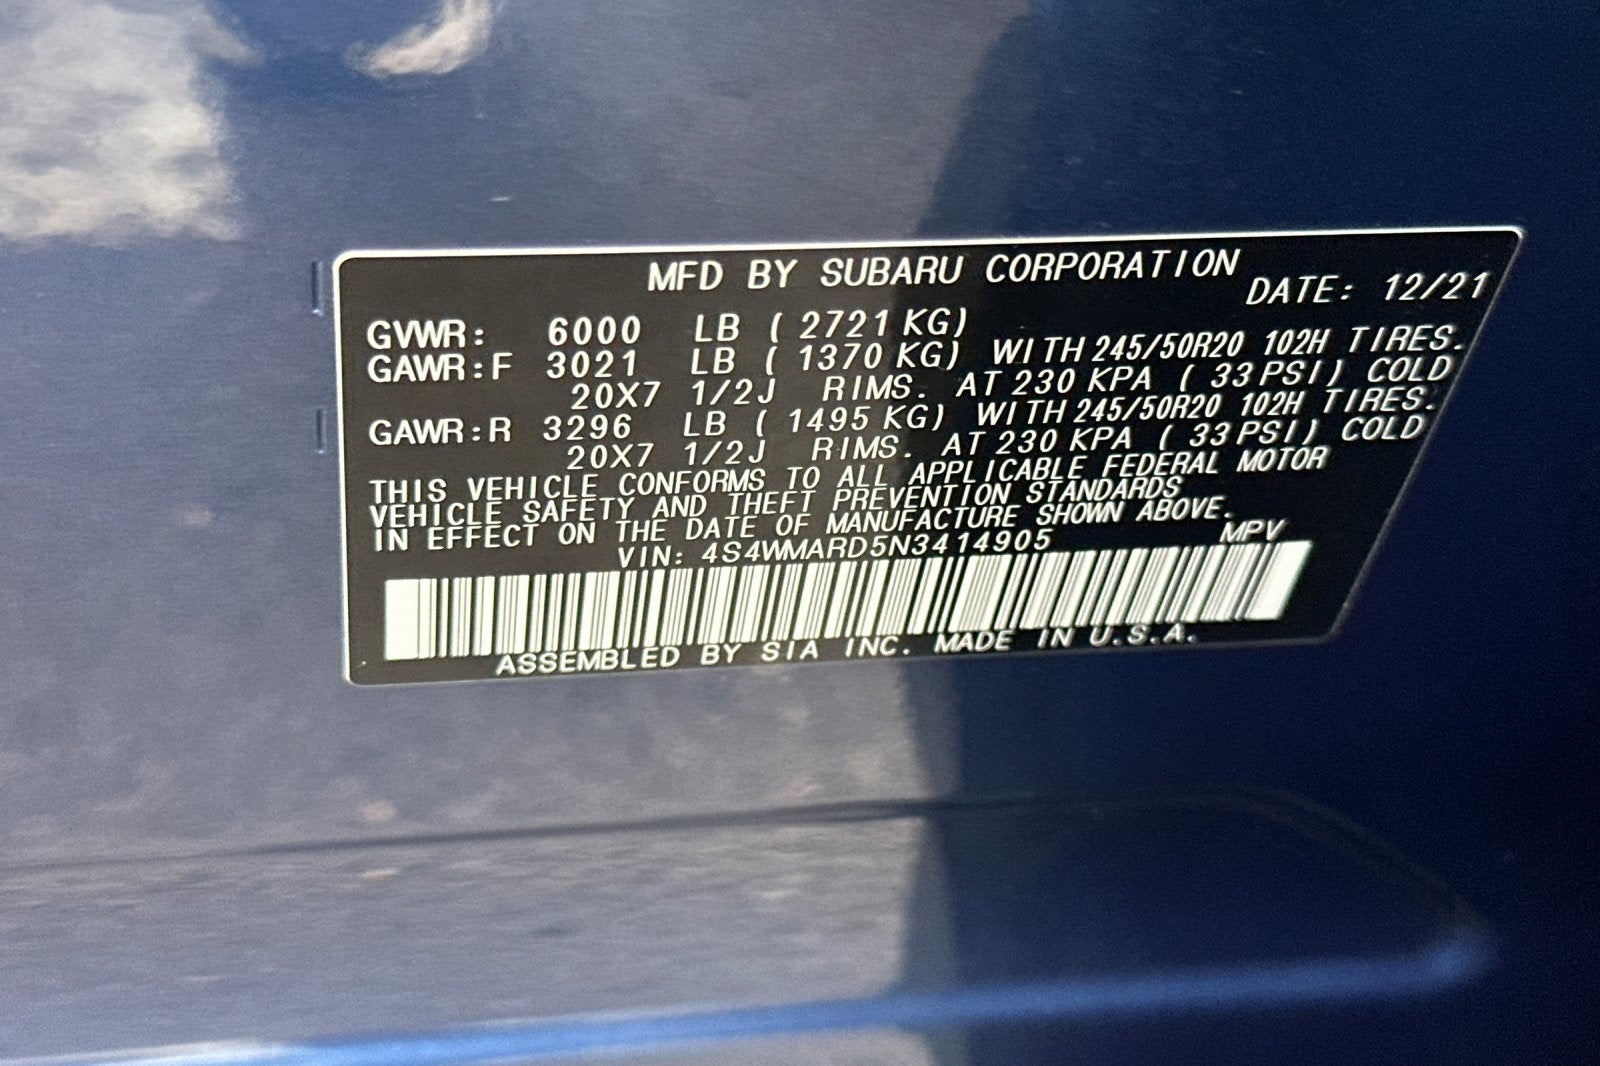 MFD BY SUBARU CORPORATION
DATE: 12/21
GVWR: 6000 LB ( 2721 KG)
GAWR:F 3021 LB ( 1370 KG) WITH 245/50R20 102H TIRES.
20X7 1/2J RIMS. AT 230 KPA ( 33 PSI) COLD
GAWR:R 3296 LB ( 1495 KG) WITH 245/50R20 102H TIRES.
20X7 1/2J RIMS. AT 230 KPA ( 33 PSI) COLD
THIS VEHICLE CONFORMS TO ALL APPLICABLE FEDERAL MOTOR
VEHICLE SAFETY AND THEFT PREVENTION STANDARDS
IN EFFECT ON THE DATE OF MANUFACTURE SHOWN ABOVE.
VIN: 4S4WMARD5N3414905 MPV
ASSEMBLED BY SIA INC. MADE IN U.S.A.